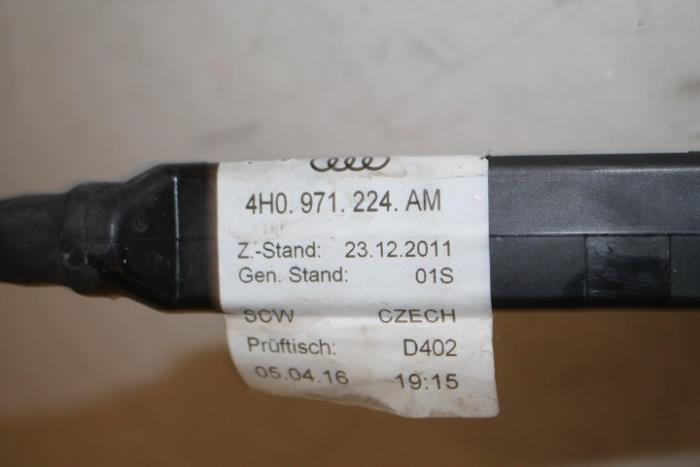 4H0. 971. 224. AM
Z.-Stand: 23.12.2011
Gen. Stand: 01S
SCW CZECH
Prüftisch: D402
05.04.16 19:15